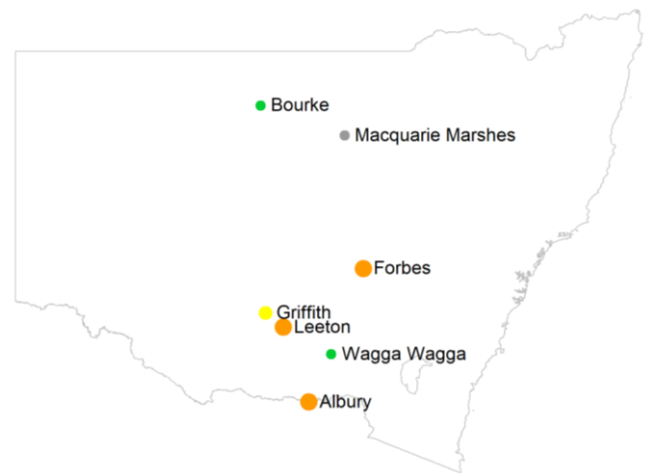 Bourke
Macquarie Marshes
Forbes
Griffith
Leeton
Wagga Wagga
Albury